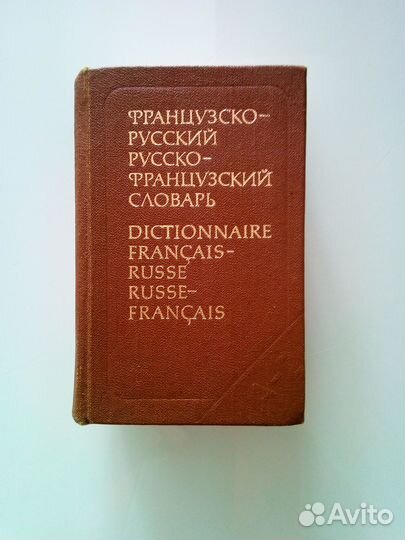 ФРАНЦУЗСКО-
РУССКИЙ
РУССКО-
ФРАНЦУЗСКИЙ
СЛОВАРЬ
DICTIONNAIRE
FRANÇAIS-
RUSSE
RUSSE-
FRANÇAIS
Avito